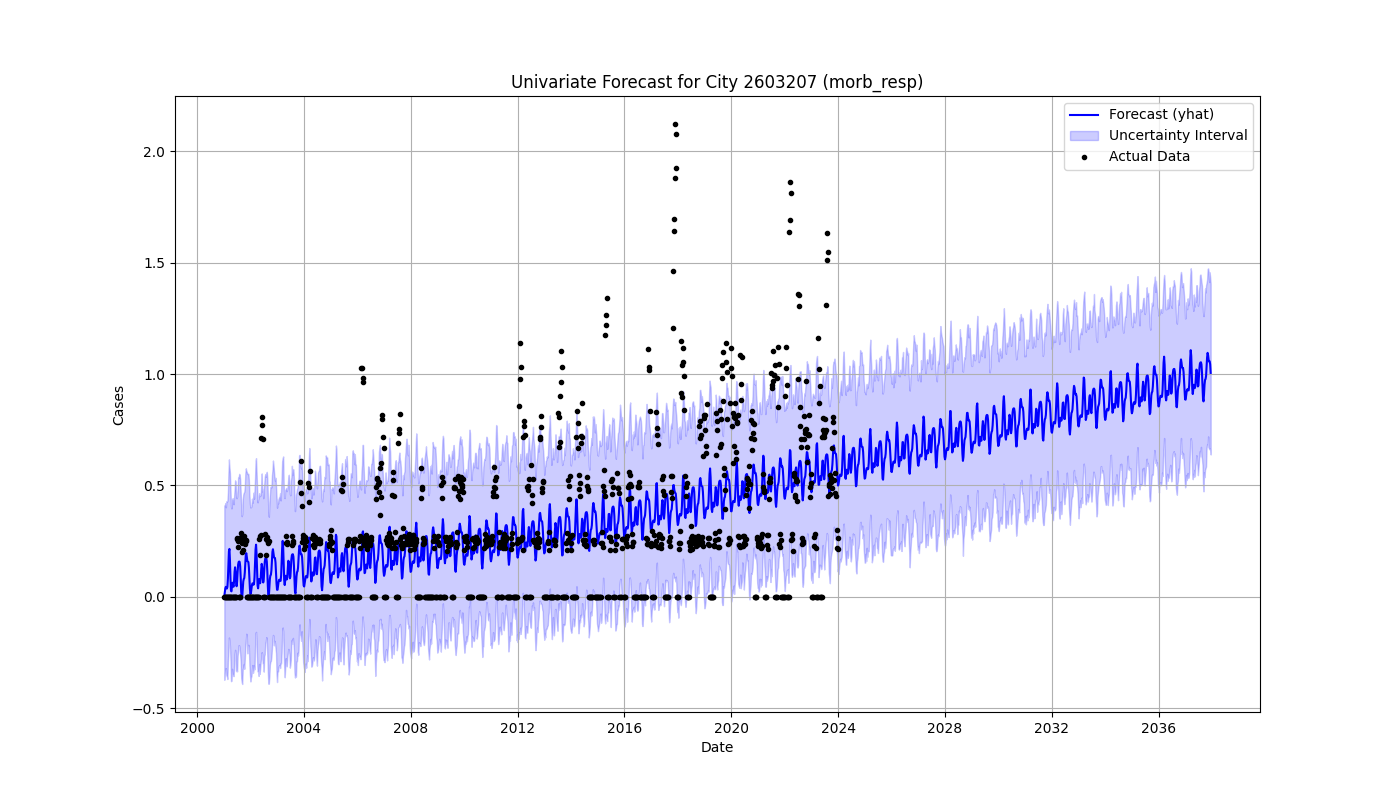 Univariate Forecast for City 2603207 (morb_resp)
Forecast (yhat)
Uncertainty Interval
Actual Data
2.0
1.5
1.0
0.5
0.0
−0.5
Cases
2000 2004 2008 2012 2016 2020 2024 2028 2032 2036
Date